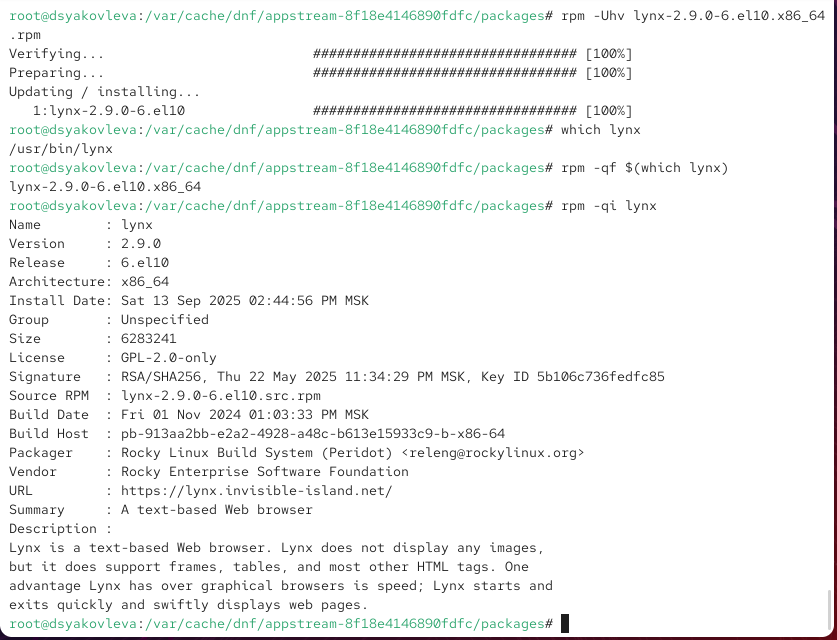 root@dsyakovleva:/var/cache/dnf/appstream-8f18e4146890fdfc/packages# rpm -Uhv lynx-2.9.0-6.el10.x86_64
.rpm
Verifying...                          ################################# [100%]
Preparing...                          ################################# [100%]
Updating / installing...
   1:lynx-2.9.0-6.el10                ################################# [100%]
root@dsyakovleva:/var/cache/dnf/appstream-8f18e4146890fdfc/packages# which lynx
/usr/bin/lynx
root@dsyakovleva:/var/cache/dnf/appstream-8f18e4146890fdfc/packages# rpm -qf $(which lynx)
lynx-2.9.0-6.el10.x86_64
root@dsyakovleva:/var/cache/dnf/appstream-8f18e4146890fdfc/packages# rpm -qi lynx
Name        : lynx
Version     : 2.9.0
Release     : 6.el10
Architecture: x86_64
Install Date: Sat 13 Sep 2025 02:44:56 PM MSK
Group       : Unspecified
Size        : 6283241
License     : GPL-2.0-only
Signature   : RSA/SHA256, Thu 22 May 2025 11:34:29 PM MSK, Key ID 5b106c736fedfc85
Source RPM  : lynx-2.9.0-6.el10.src.rpm
Build Date  : Fri 01 Nov 2024 01:03:33 PM MSK
Build Host  : pb-913aa2bb-e2a2-4928-a48c-b613e15933c9-b-x86-64
Packager    : Rocky Linux Build System (Peridot) <releng@rockylinux.org>
Vendor      : Rocky Enterprise Software Foundation
URL         : https://lynx.invisible-island.net/
Summary     : A text-based Web browser
Description :
Lynx is a text-based Web browser. Lynx does not display any images,
but it does support frames, tables, and most other HTML tags. One
advantage Lynx has over graphical browsers is speed; Lynx starts and
exits quickly and swiftly displays web pages.
root@dsyakovleva:/var/cache/dnf/appstream-8f18e4146890fdfc/packages#